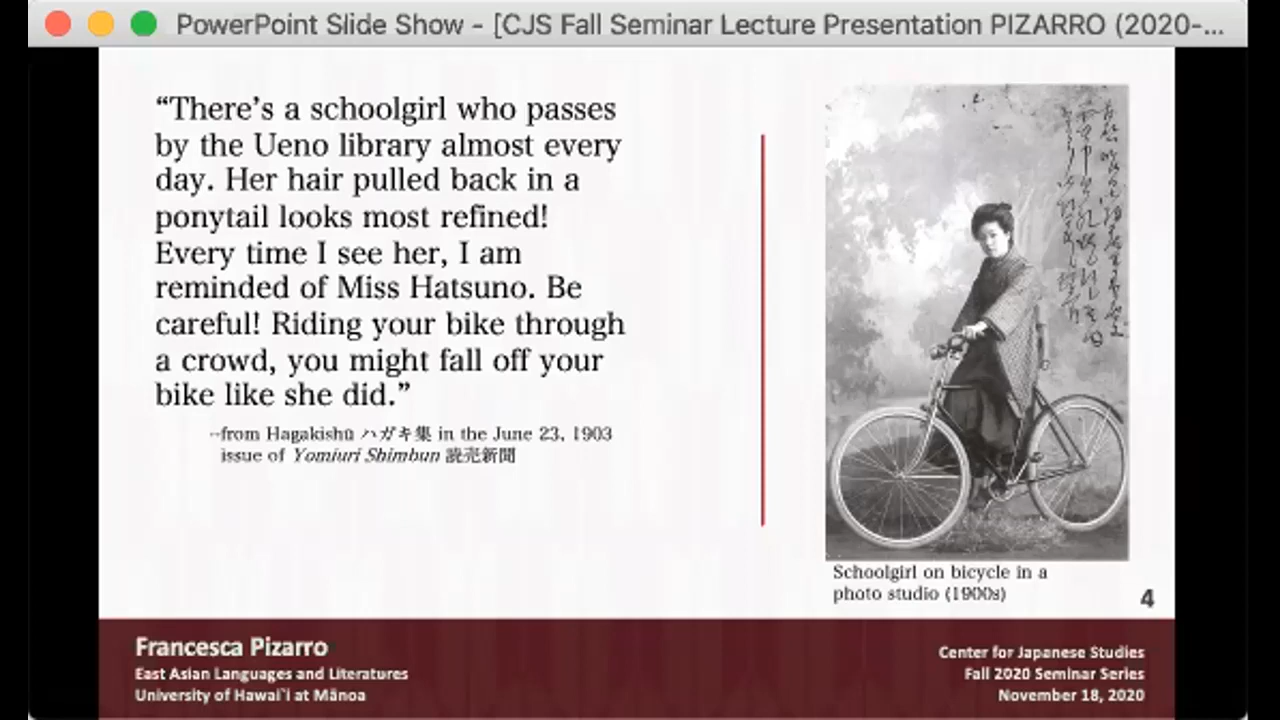 PowerPoint Slide Show - [CJS Fall Seminar Lecture Presentation PIZARRO (2020-...
“There’s a schoolgirl who passes
by the Ueno library almost every
day. Her hair pulled back in a
ponytail looks most refined!
Every time I see her, I am
reminded of Miss Hatsuno. Be
careful! Riding your bike through
a crowd, you might fall off your
bike like she did.”
--from Hagakishū ハガキ集 in the June 23, 1903
issue of Yomiuri Shimbun 読売新聞
Schoolgirl on bicycle in a
photo studio (1900s)
4
Francesca Pizarro
East Asian Languages and Literatures
University of Hawai`i at Mānoa
Center for Japanese Studies
Fall 2020 Seminar Series
November 18, 2020